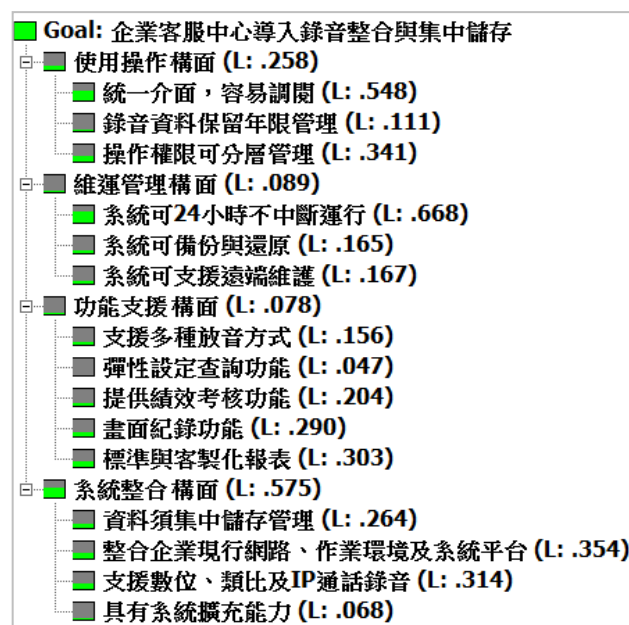 Goal: 企業客服中心導入錄音整合與集中儲存
使用操作構面 (L: .258)
統一介面，容易調閱 (L: .548)
錄音資料保留年限管理 (L: .111)
操作權限可分層管理 (L: .341)
維運管理構面 (L: .089)
系統可24小時不中斷運行 (L: .668)
系統可備份與還原 (L: .165)
系統可支援遠端維護 (L: .167)
功能支援構面 (L: .078)
支援多種放音方式 (L: .156)
彈性設定查詢功能 (L: .047)
提供績效考核功能 (L: .204)
畫面紀錄功能 (L: .290)
標準與客製化報表 (L: .303)
系統整合構面 (L: .575)
資料須集中儲存管理 (L: .264)
整合企業現行網路、作業環境及系統平台 (L: .354)
支援數位、類比及IP通話錄音 (L: .314)
具有系統擴充能力 (L: .068)